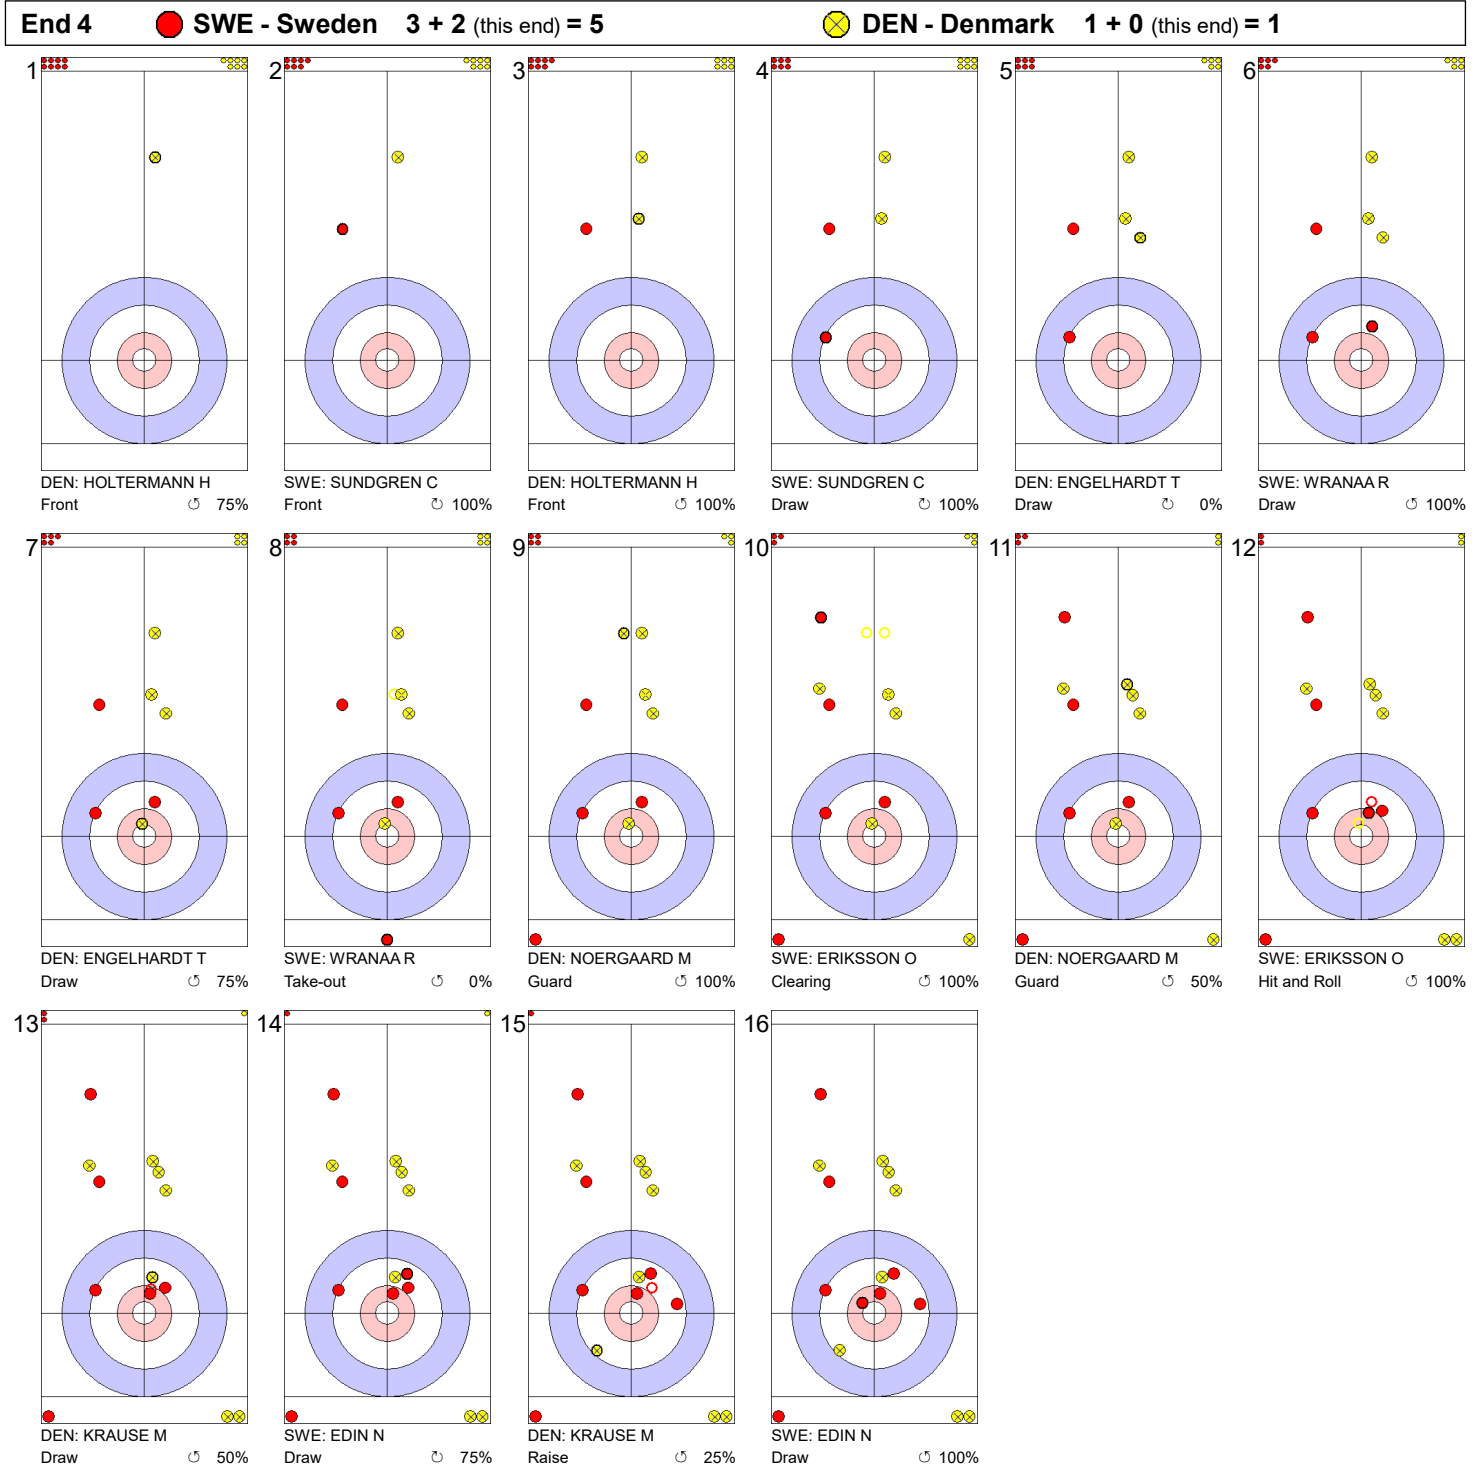 End 4 SWE - Sweden 3 + 2 (this end) = 5 DEN - Denmark 1 + 0 (this end) = 1
1 2 3 4 5 6
DEN: HOLTERMANN H SWE: SUNDGREN C DEN: HOLTERMANN H SWE: SUNDGREN C DEN: ENGELHARDT T SWE: WRANAA R
Front ↺ 75% Front ↻ 100% Front ↺ 100% Draw ↺ 100% Draw ↻ 0% Draw ↻ 100%
7 8 9 10 11 12
DEN: ENGELHARDT T SWE: WRANAA R DEN: NOERGAARD M SWE: ERIKSSON O DEN: NOERGAARD M SWE: ERIKSSON O
Draw ↺ 75% Take-out ↺ 0% Guard ↺ 100% Clearing ↺ 100% Guard ↺ 50% Hit and Roll ↺ 100%
13 14 15 16
DEN: KRAUSE M SWE: EDIN N DEN: KRAUSE M SWE: EDIN N
Draw ↺ 50% Draw ↻ 75% Raise ↺ 25% Draw ↺ 100%